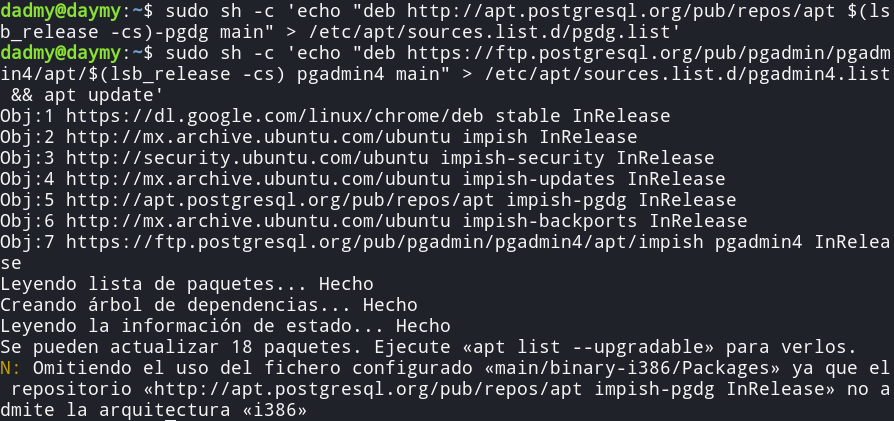 dadmy@daymy:~$ sudo sh -c 'echo "deb http://apt.postgresql.org/pub/repos/apt $(ls
b_release -cs)-pgdg main" > /etc/apt/sources.list.d/pgdg.list'
dadmy@daymy:~$ sudo sh -c 'echo "deb https://ftp.postgresql.org/pub/pgadmin/pgad
min4/apt/$(lsb_release -cs) pgadmin4 main" > /etc/apt/sources.list.d/pgadmin4.list
 && apt update'
Obj:1 https://dl.google.com/linux/chrome/deb stable InRelease
Obj:2 http://mx.archive.ubuntu.com/ubuntu impish InRelease
Obj:3 http://security.ubuntu.com/ubuntu impish-security InRelease
Obj:4 http://mx.archive.ubuntu.com/ubuntu impish-updates InRelease
Obj:5 http://apt.postgresql.org/pub/repos/apt impish-pgdg InRelease
Obj:6 http://mx.archive.ubuntu.com/ubuntu impish-backports InRelease
Obj:7 https://ftp.postgresql.org/pub/pgadmin/pgadmin4/apt/impish pgadmin4 InRelea
se
Leyendo lista de paquetes... Hecho
Creando árbol de dependencias... Hecho
Leyendo la información de estado... Hecho
Se pueden actualizar 18 paquetes. Ejecute «apt list --upgradable» para verlos.
N: Omitiendo el uso del fichero configurado «main/binary-i386/Packages» ya que el
 repositorio «http://apt.postgresql.org/pub/repos/apt impish-pgdg InRelease» no a
dmite la arquitectura «i386»